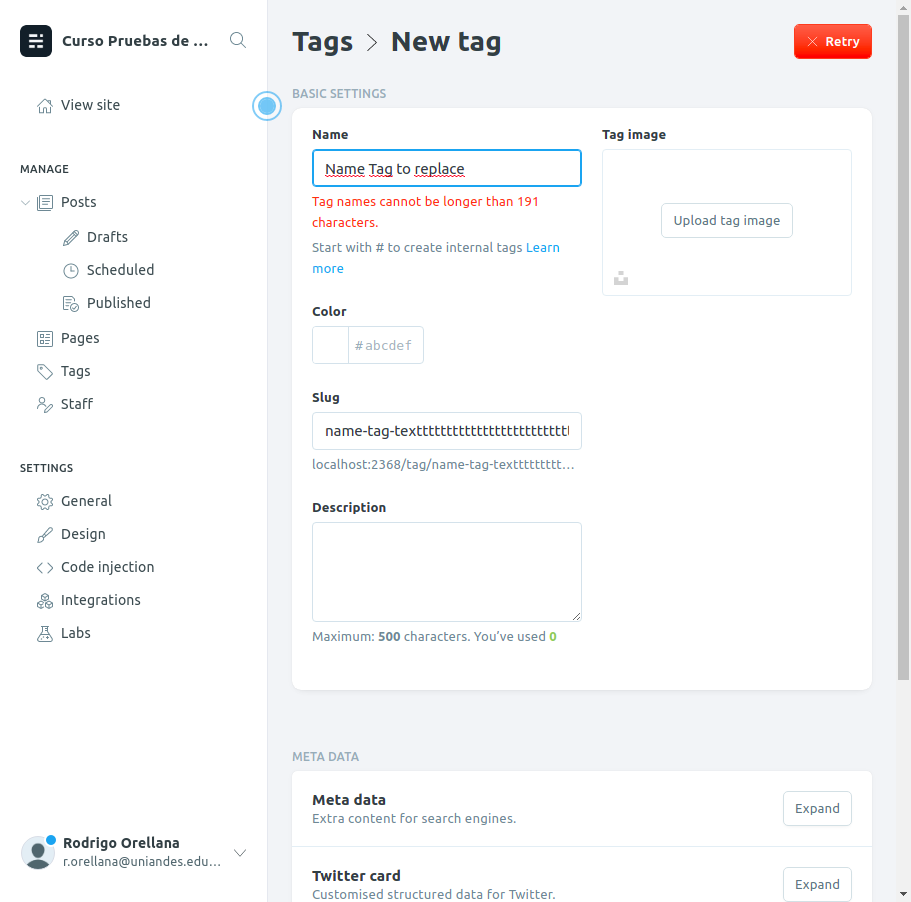 Curso Pruebas de ...
View site
MANAGE
Posts
Drafts
Scheduled
Published
Pages
Tags
Staff
SETTINGS
General
Design
Code injection
Integrations
Labs
Rodrigo Orellana
r.orellana@uniandes.edu...
Tags > New tag
Retry
BASIC SETTINGS
Name
Name Tag to replace
Tag names cannot be longer than 191
characters.
Start with # to create internal tags Learn
more
Color
#abcdef
Slug
name-tag-texttttttttttttttttttttttttttt
localhost:2368/tag/name-tag-texttttttttt...
Description
Maximum: 500 characters. You’ve used 0
Tag image
Upload tag image
META DATA
Meta data
Extra content for search engines.
Expand
Twitter card
Customised structured data for Twitter.
Expand